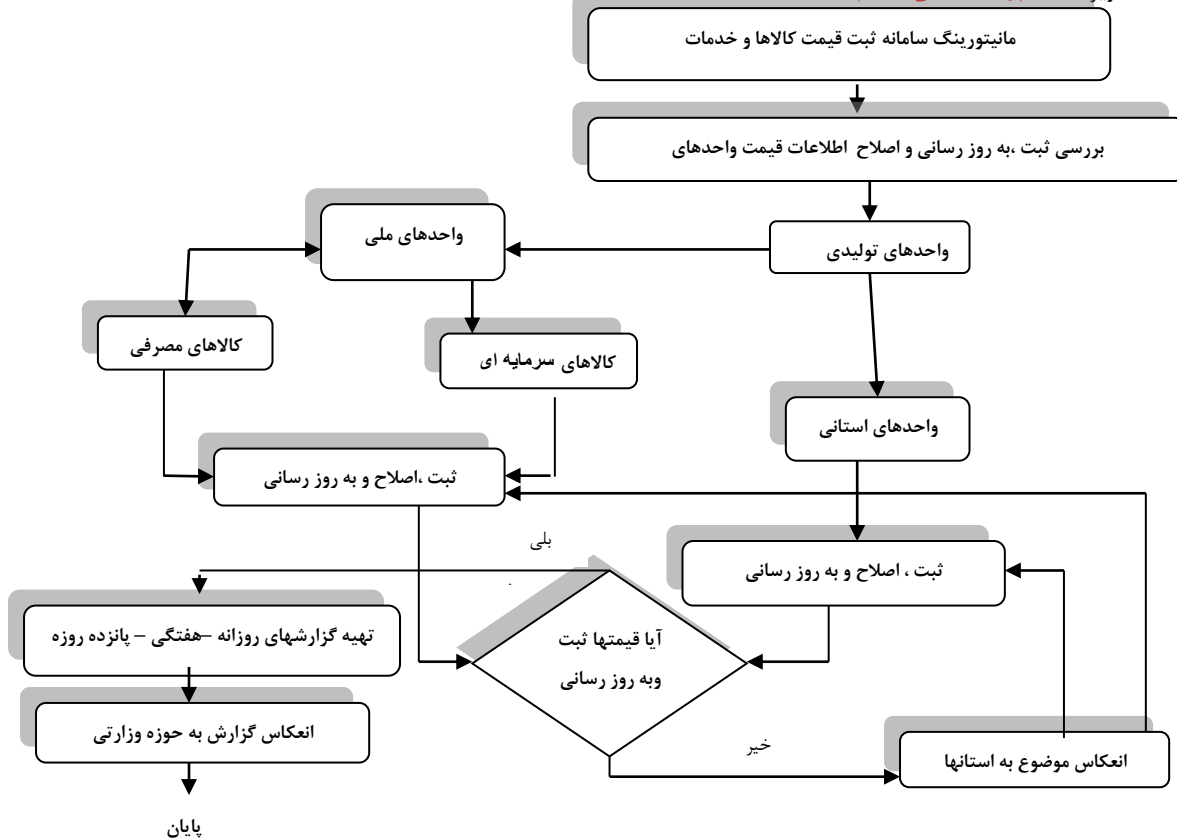 مانیتورینگ سامانه ثبت قیمت کالاها و خدمات
بررسی ثبت ،به روز رسانی و اصلاح اطلاعات قیمت واحدهای
واحدهای تولیدی
واحدهای ملی
کالاهای مصرفی
کالاهای سرمایه ای
واحدهای استانی
ثبت ،اصلاح و به روز رسانی
بلی
ثبت ، اصلاح و به روز رسانی
تهیه گزارشهای روزانه –هفتگی – پانزده روزه
آیا قیمتها ثبت
وبه روز رسانی
انعکاس گزارش به حوزه وزارتی
خیر
انعکاس موضوع به استانها
پایان